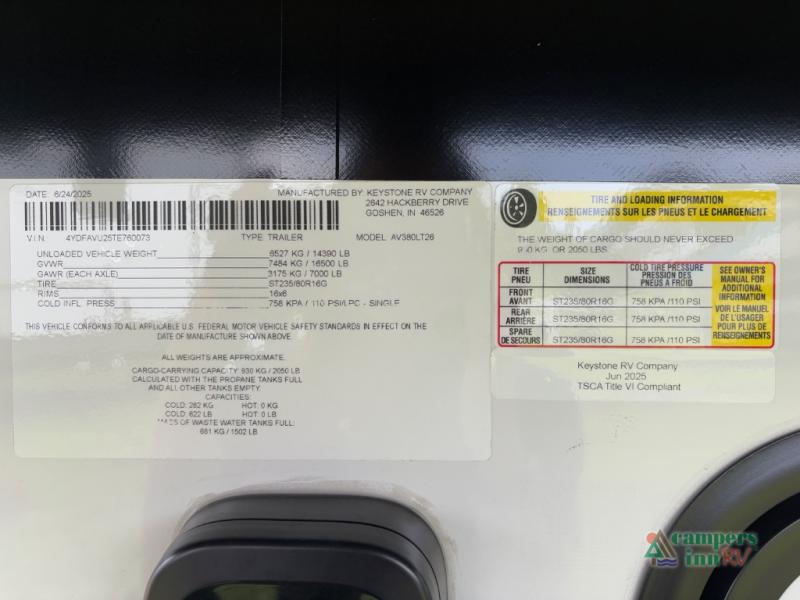 DATE: 6/24/2025
MANUFACTURED BY: KEYSTONE RV COMPANY
2642 HACKBERRY DRIVE
GOSHEN, IN 46526
V.I.N: 4YDFAVU25TE760073 TYPE: TRAILER MODEL: AV380LT26
UNLOADED VEHICLE WEIGHT 6527 KG / 14390 LB
GVWR 7484 KG / 16500 LB
GAWR (EACH AXLE) 3175 KG / 7000 LB
TIRE ST235/80R16G
RIMS 16x6
COLD INFL. PRESS 758 KPA / 110 PSI/LPC - SINGLE
THIS VEHICLE CONFORMS TO ALL APPLICABLE U.S. FEDERAL MOTOR VEHICLE SAFETY STANDARDS IN EFFECT ON THE
DATE OF MANUFACTURE SHOWN ABOVE.
ALL WEIGHTS ARE APPROXIMATE.
CARGO-CARRYING CAPACITY: 930 KG / 2050 LB
CALCULATED WITH THE PROPANE TANKS FULL
AND ALL OTHER TANKS EMPTY.
CAPACITIES:
COLD: 282 KG HOT: 0 KG
COLD: 622 LB HOT: 0 LB
OF WASTE WATER TANKS FULL:
681 KG / 1502 LB
TIRE AND LOADING INFORMATION
RENSEIGNEMENTS SUR LES PNEUS ET LE CHARGEMENT
THE WEIGHT OF CARGO SHOULD NEVER EXCEED
930 KG OR 2050 LBS.
TIRE
PNEU
SIZE
DIMENSIONS
COLD TIRE PRESSURE
PRESSION DES
PNEUS A FROID
FRONT
AVANT
ST235/80R16G
758 KPA /110 PSI
REAR
ARRIÈRE
ST235/80R16G
758 KPA /110 PSI
SPARE
DE SECOURS
ST235/80R16G
758 KPA /110 PSI
SEE OWNER'S
MANUAL FOR
ADDITIONAL
INFORMATION
VOIR LE MANUEL
DE L'USAGER
POUR PLUS DE
RENSEIGNEMENTS
Keystone RV Company
Jun 2025
TSCA Title VI Compliant
campers
inn RV